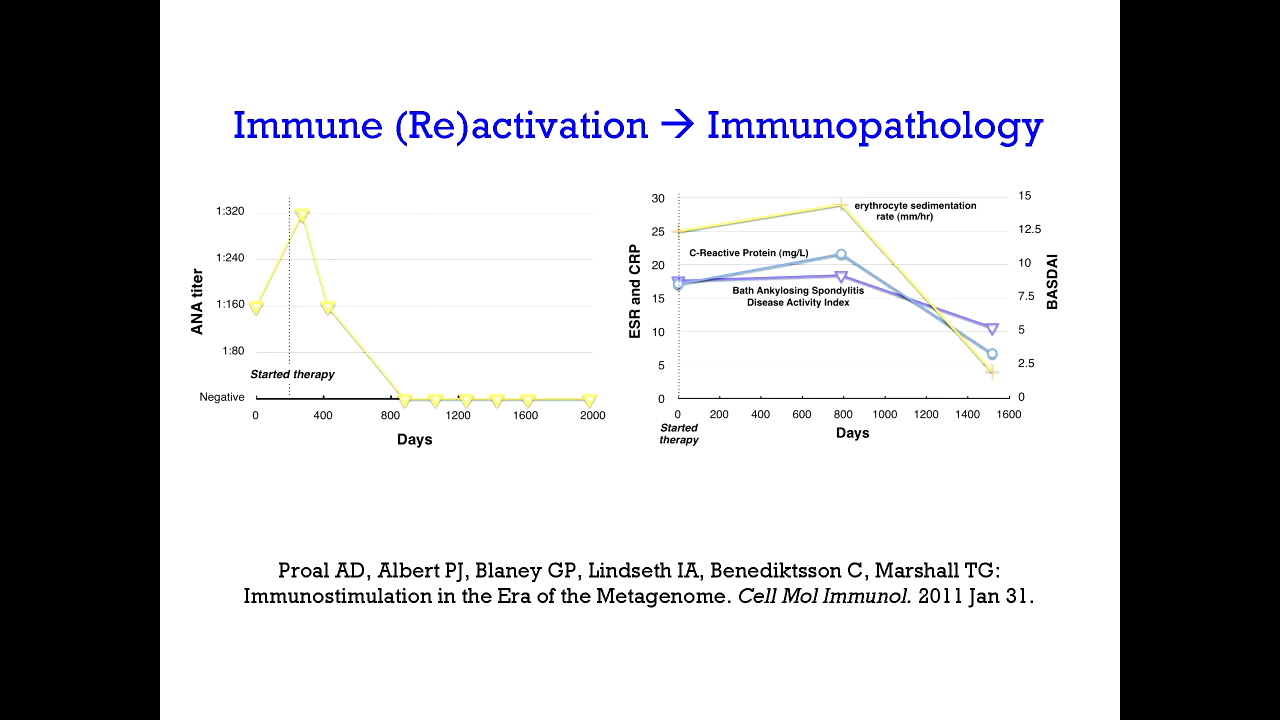 Immune (Re)activation → Immunopathology
1:320
1:240
1:160
1:80
Negative
ANA titer
Started therapy
0 400 800 1200 1600 2000
Days
30
25
20
15
10
5
0
ESR and CRP
erythrocyte sedimentation
rate (mm/hr)
C-Reactive Protein (mg/L)
Bath Ankylosing Spondylitis
Disease Activity Index
15
12.5
10
7.5
5
2.5
0
BASDAI
0 200 400 600 800 1000 1200 1400 1600
Started
therapy
Days
Proal AD, Albert PJ, Blaney GP, Lindseth IA, Benediktsson C, Marshall TG:
Immunostimulation in the Era of the Metagenome. Cell Mol Immunol. 2011 Jan 31.